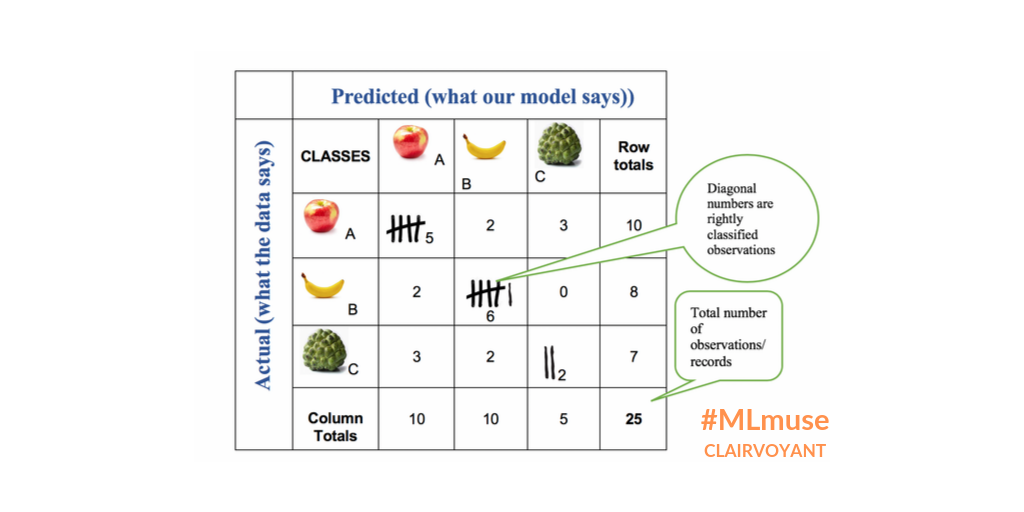 Predicted (what our model says))
Actual (what the data says)
CLASSES A B C Row
totals
A 5 2 3 10
B 2 6 0 8
C 3 2 2 7
Column
Totals 10 10 5 25
Diagonal
numbers are
rightly
classified
observations
Total number
of
observations/
records
#MLmuse
CLAIRVOYANT